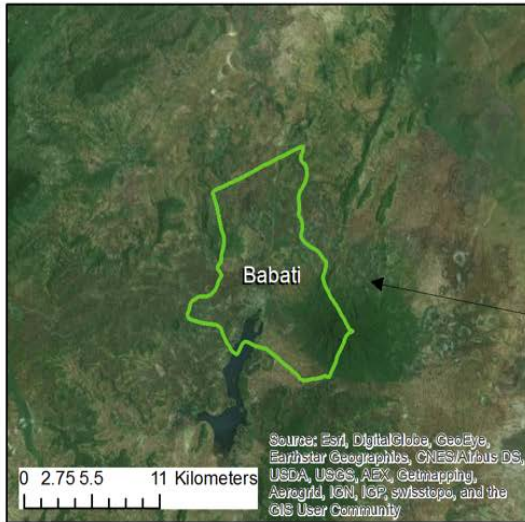 Babati
Source: Esri, DigitalGlobe, GeoEye,
Earthstar Geographics, CNES/Airbus DS,
USDA, USGS, AEX, Getmapping,
Aerogrid, IGN, IGP, swisstopo, and the
GIS User Community
0 2.75 5.5 11 Kilometers